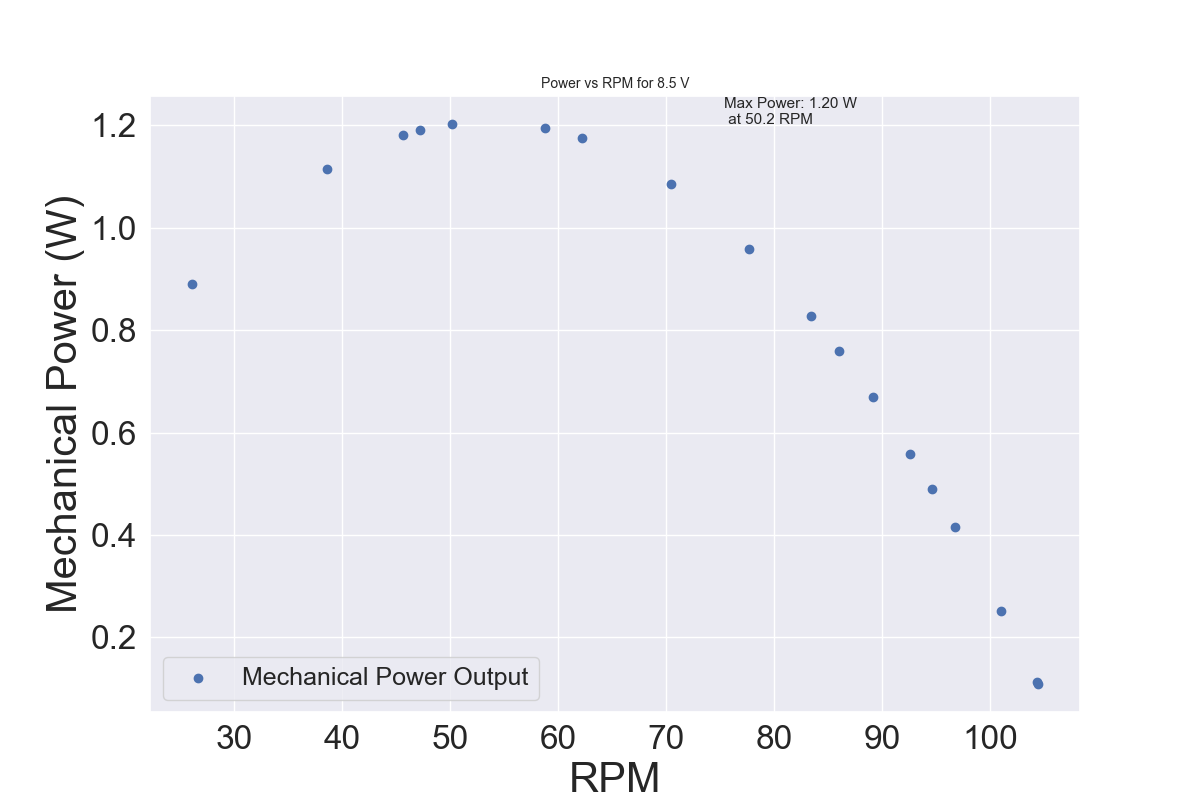 Power vs RPM for 8.5 V
Max Power: 1.20 W
at 50.2 RPM
Mechanical Power (W)
1.2
1.0
0.8
0.6
0.4
0.2
Mechanical Power Output
30 40 50 60 70 80 90 100
RPM